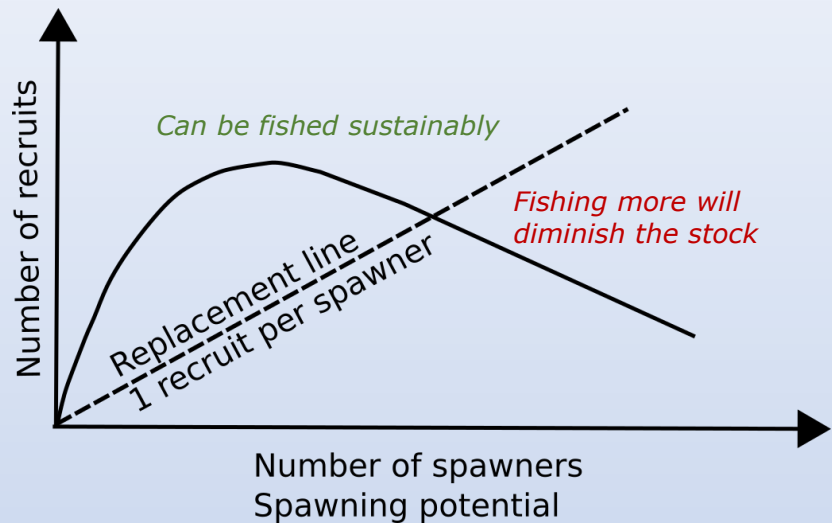 Number of recruits
Can be fished sustainably
Fishing more will
diminish the stock
Replacement line
1 recruit per spawner
Number of spawners
Spawning potential